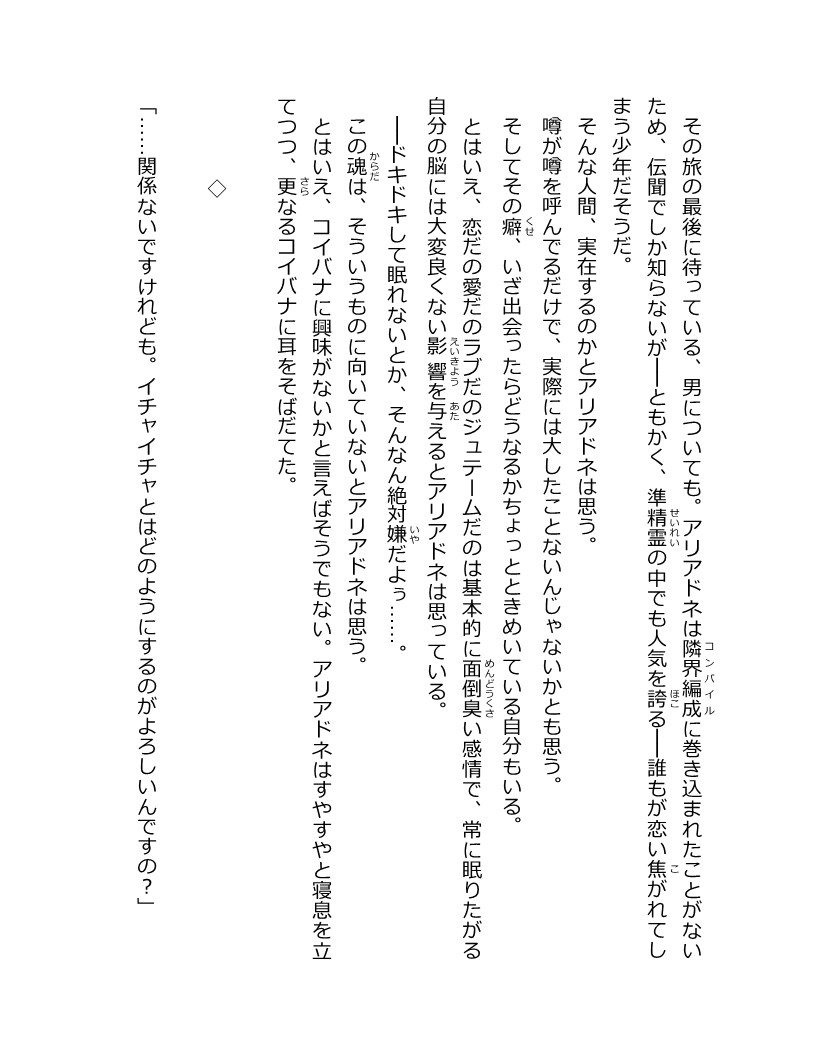 その旅の最後に待っている、男についても。アリアドネは隣界編成に巻き込まれたことがない
ため、伝聞でしか知らないが──ともかく、準精霊の中でも人気を誇る──誰もが恋い焦がれてし
まう少年だそうだ。
そんな人間、実在するのかとアリアドネは思う。
噂が噂を呼んでるだけで、実際には大したことないんじゃないかとも思う。
そしてその癖、いざ出会ったらどうなるかちょっとときめいている自分もいる。
とはいえ、恋だの愛だのラブだのジュテームだのは基本的に面倒臭い感情で、常に眠りたがる
自分の脳には大変良くない影響を与えるとアリアドネは思っている。
──ドキドキして眠れないとか、そんなん絶対嫌だよぅ……。
この魂は、そういうものに向いていないとアリアドネは思う。
とはいえ、コイバナに興味がないかと言えばそうでもない。アリアドネはすやすやと寝息を立
てつつ、更なるコイバナに耳をそばだてた。
◇
「……関係ないですけれども。イチャイチャとはどのようにするのがよろしいんですの？」